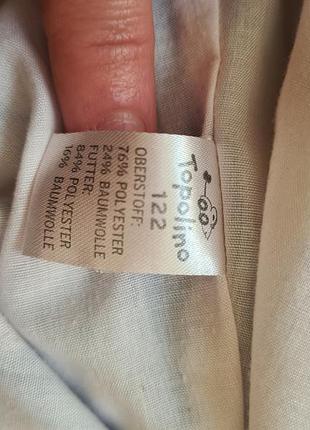 Topolino
122
OBERSTOFF:
76% POLYESTER
24% BAUMWOLLE
FUTTER:
84% POLYESTER
16% BAUMWOLLE